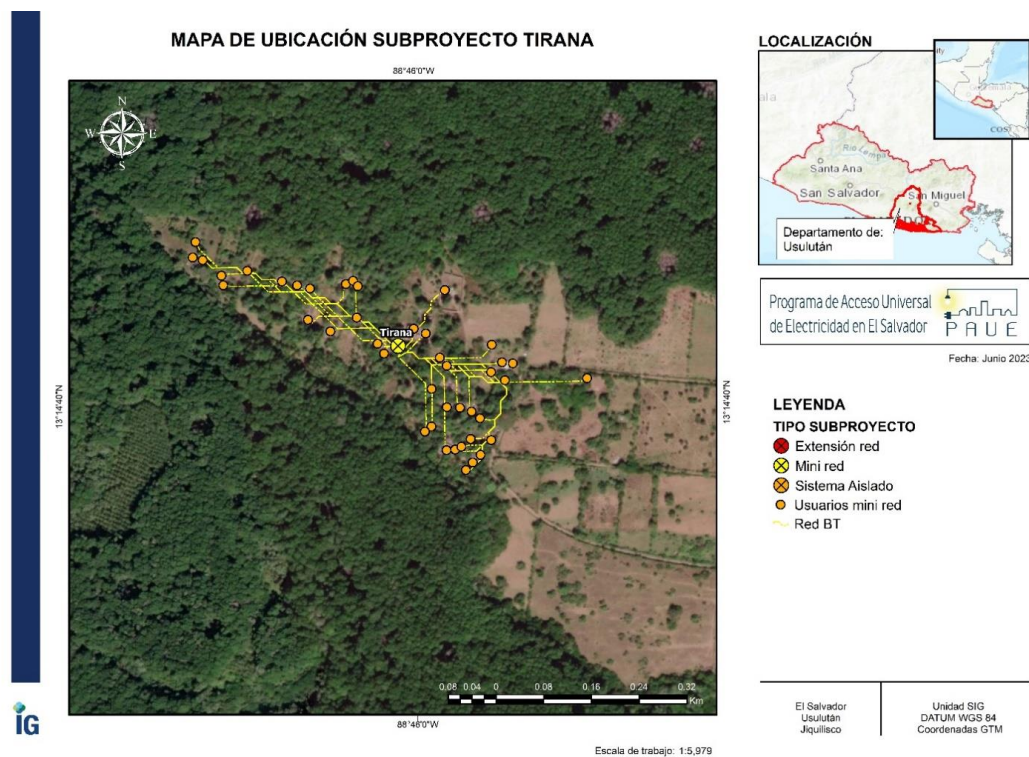 MAPA DE UBICACIÓN SUBPROYECTO TIRANA
86°46'0"W
N
W E
S
13°14'40"N
Tirana
13°14'40"N
0.08 0.04 0 0.08 0.16 0.24 0.32
Km
88°46'0"W
Escala de trabajo: 1:5,979
IG
LOCALIZACIÓN
Río Lempa
Santa Ana
San Salvador
San Miguel
Departamento de:
Usulután
Programa de Acceso Universal
de Electricidad en El Salvador
PAUE
Fecha: Junio 2023
LEYENDA
TIPO SUBPROYECTO
Extensión red
Mini red
Sistema Aislado
Usuarios mini red
Red BT
El Salvador
Usulután
Jiquilisco
Unidad SIG
DATUM WGS 84
Coordenadas GTM